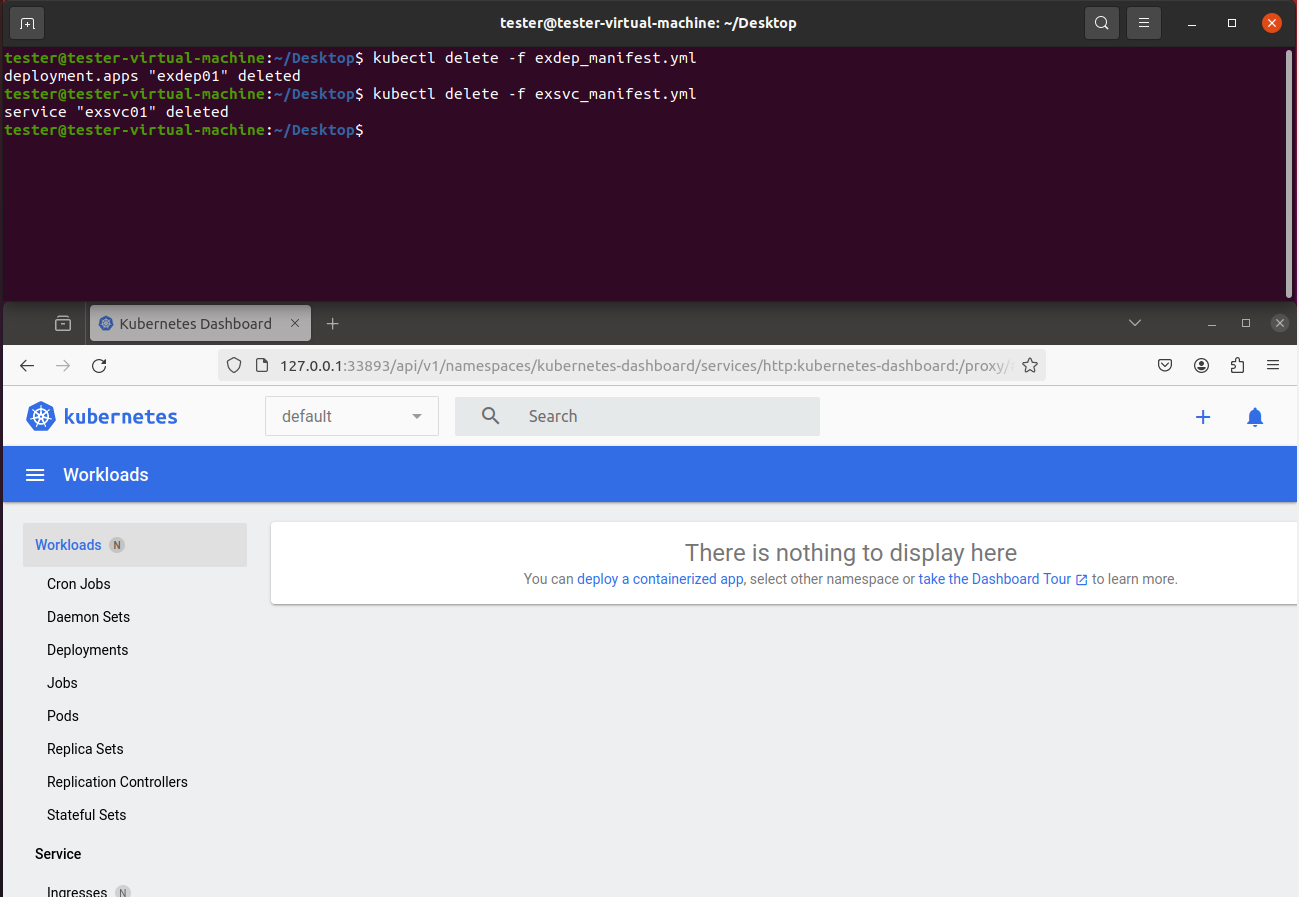 tester@tester-virtual-machine: ~/Desktop
tester@tester-virtual-machine:~/Desktop$ kubectl delete -f exdep_manifest.yml
deployment.apps "exdep01" deleted
tester@tester-virtual-machine:~/Desktop$ kubectl delete -f exsvc_manifest.yml
service "exsvc01" deleted
tester@tester-virtual-machine:~/Desktop$
Kubernetes Dashboard
127.0.0.1:33893/api/v1/namespaces/kubernetes-dashboard/services/http:kubernetes-dashboard:/proxy/
kubernetes
default
Search
Workloads
Workloads N
There is nothing to display here
You can deploy a containerized app, select other namespace or take the Dashboard Tour to learn more.
Cron Jobs
Daemon Sets
Deployments
Jobs
Pods
Replica Sets
Replication Controllers
Stateful Sets
Service
Ingresses N